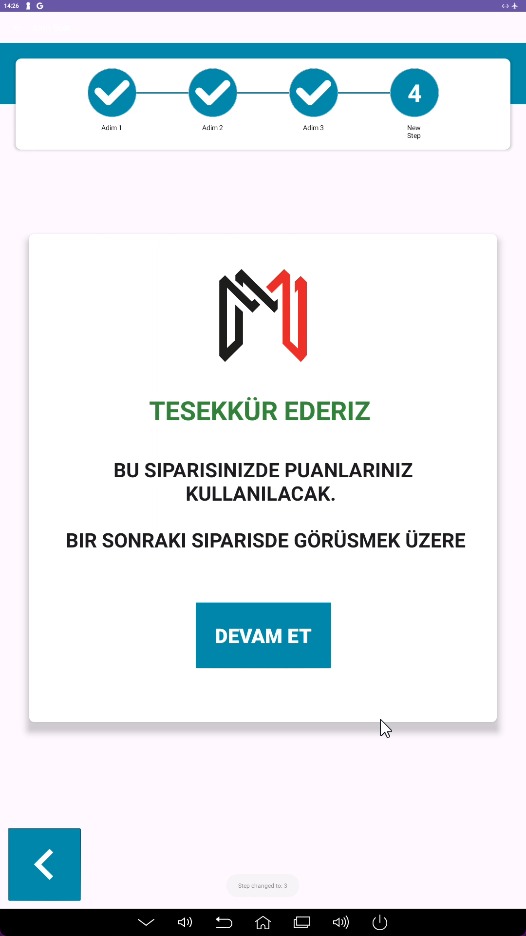 14:26
Adim 1
Adim 2
Adim 3
4
New
Step
TESEKKÜR EDERIZ
BU SIPARISINIZDE PUANLARINIZ
KULLANILACAK.
BIR SONRAKI SIPARISDE GÖRÜSMEK ÜZERE
DEVAM ET
Step changed to: 3